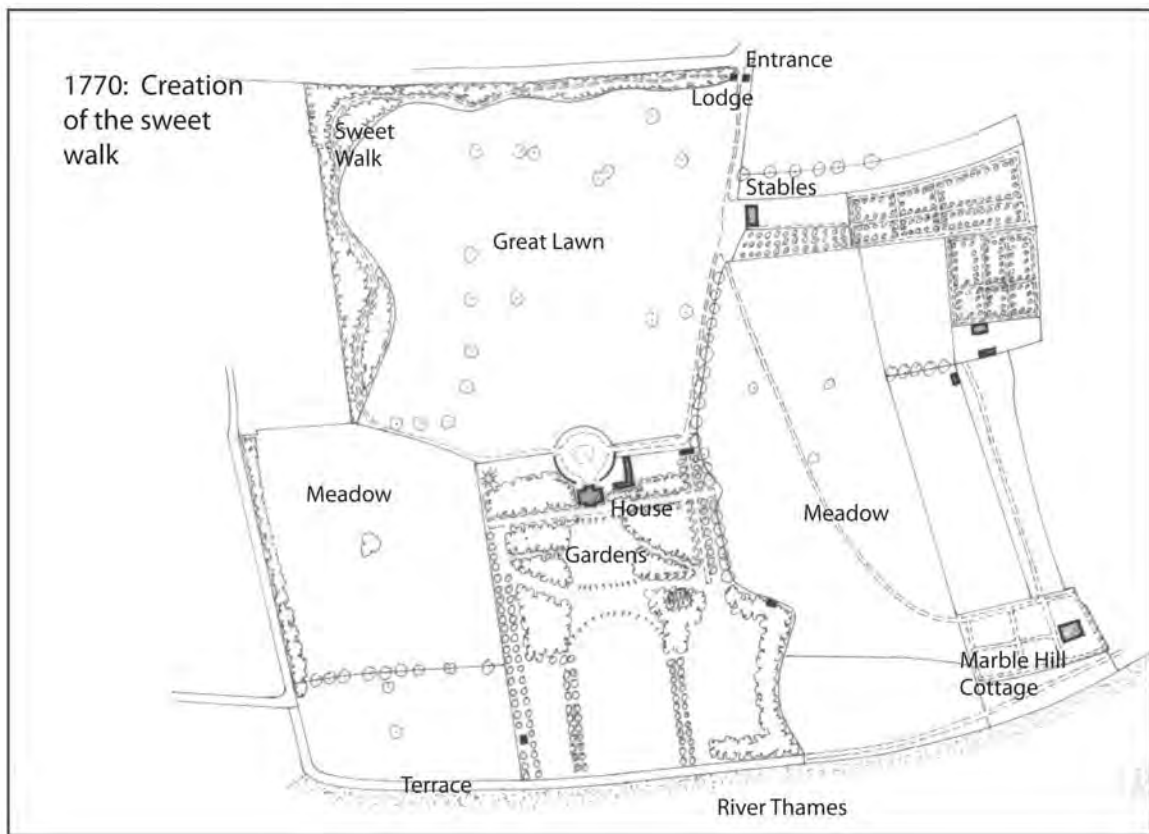 1770: Creation
of the sweet
walk
Entrance
Lodge
Sweet
Walk
Stables
Great Lawn
Meadow
House
Meadow
Gardens
Marble Hill
Cottage
Terrace
River Thames